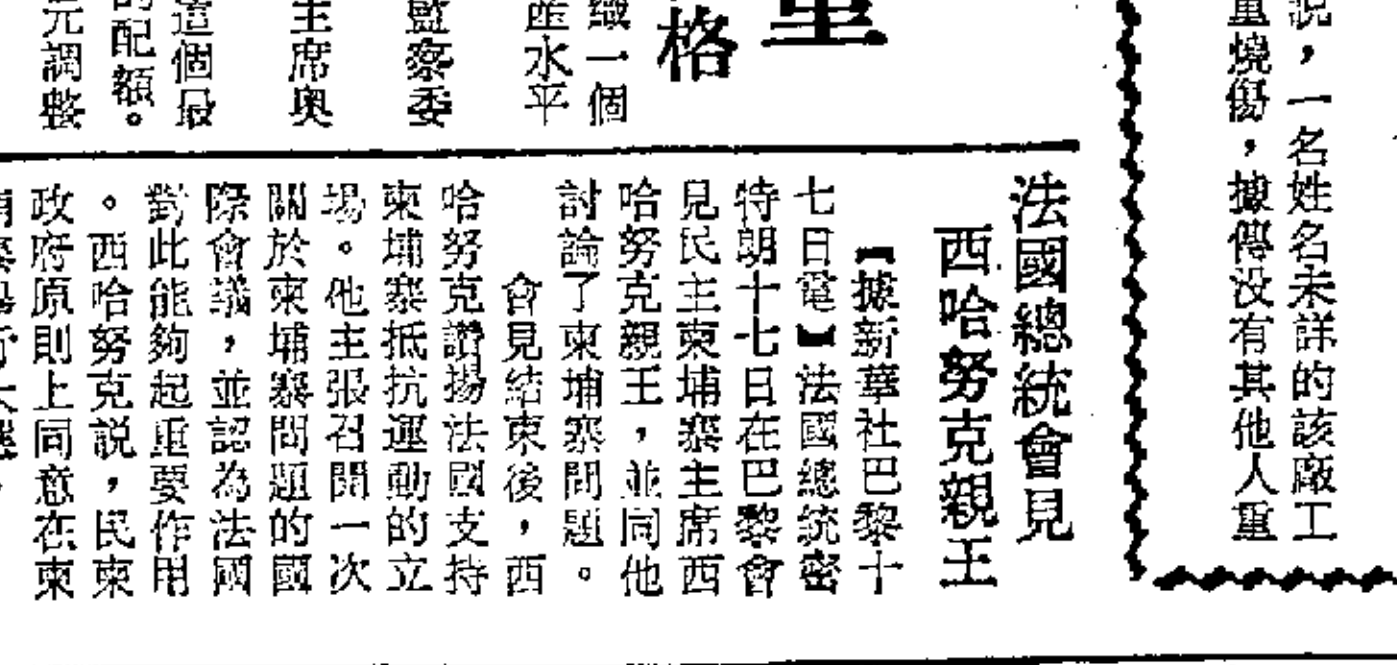 說，一名姓名未詳的該廠工
重燒傷，據傳没有其他人重
格
織一個
產水平
監察委
主席奥
這個最
的配額。
元調整
法國總統會見
西哈努克親王
【據新華社巴黎十
七日電】法國總統密
特朗十七日在巴黎會
見民主柬埔寨主席西
哈努克親王，並同他
討論了柬埔寨問題。
會見結束後，西
哈努克讚揚法國支持
柬埔寨抵抗運動的立
場。他主張召開一次
關於柬埔寨問題的國
際會議，並認為法國
對此能夠起重要作用
。西哈努克説，民柬
政府原則上同意在柬